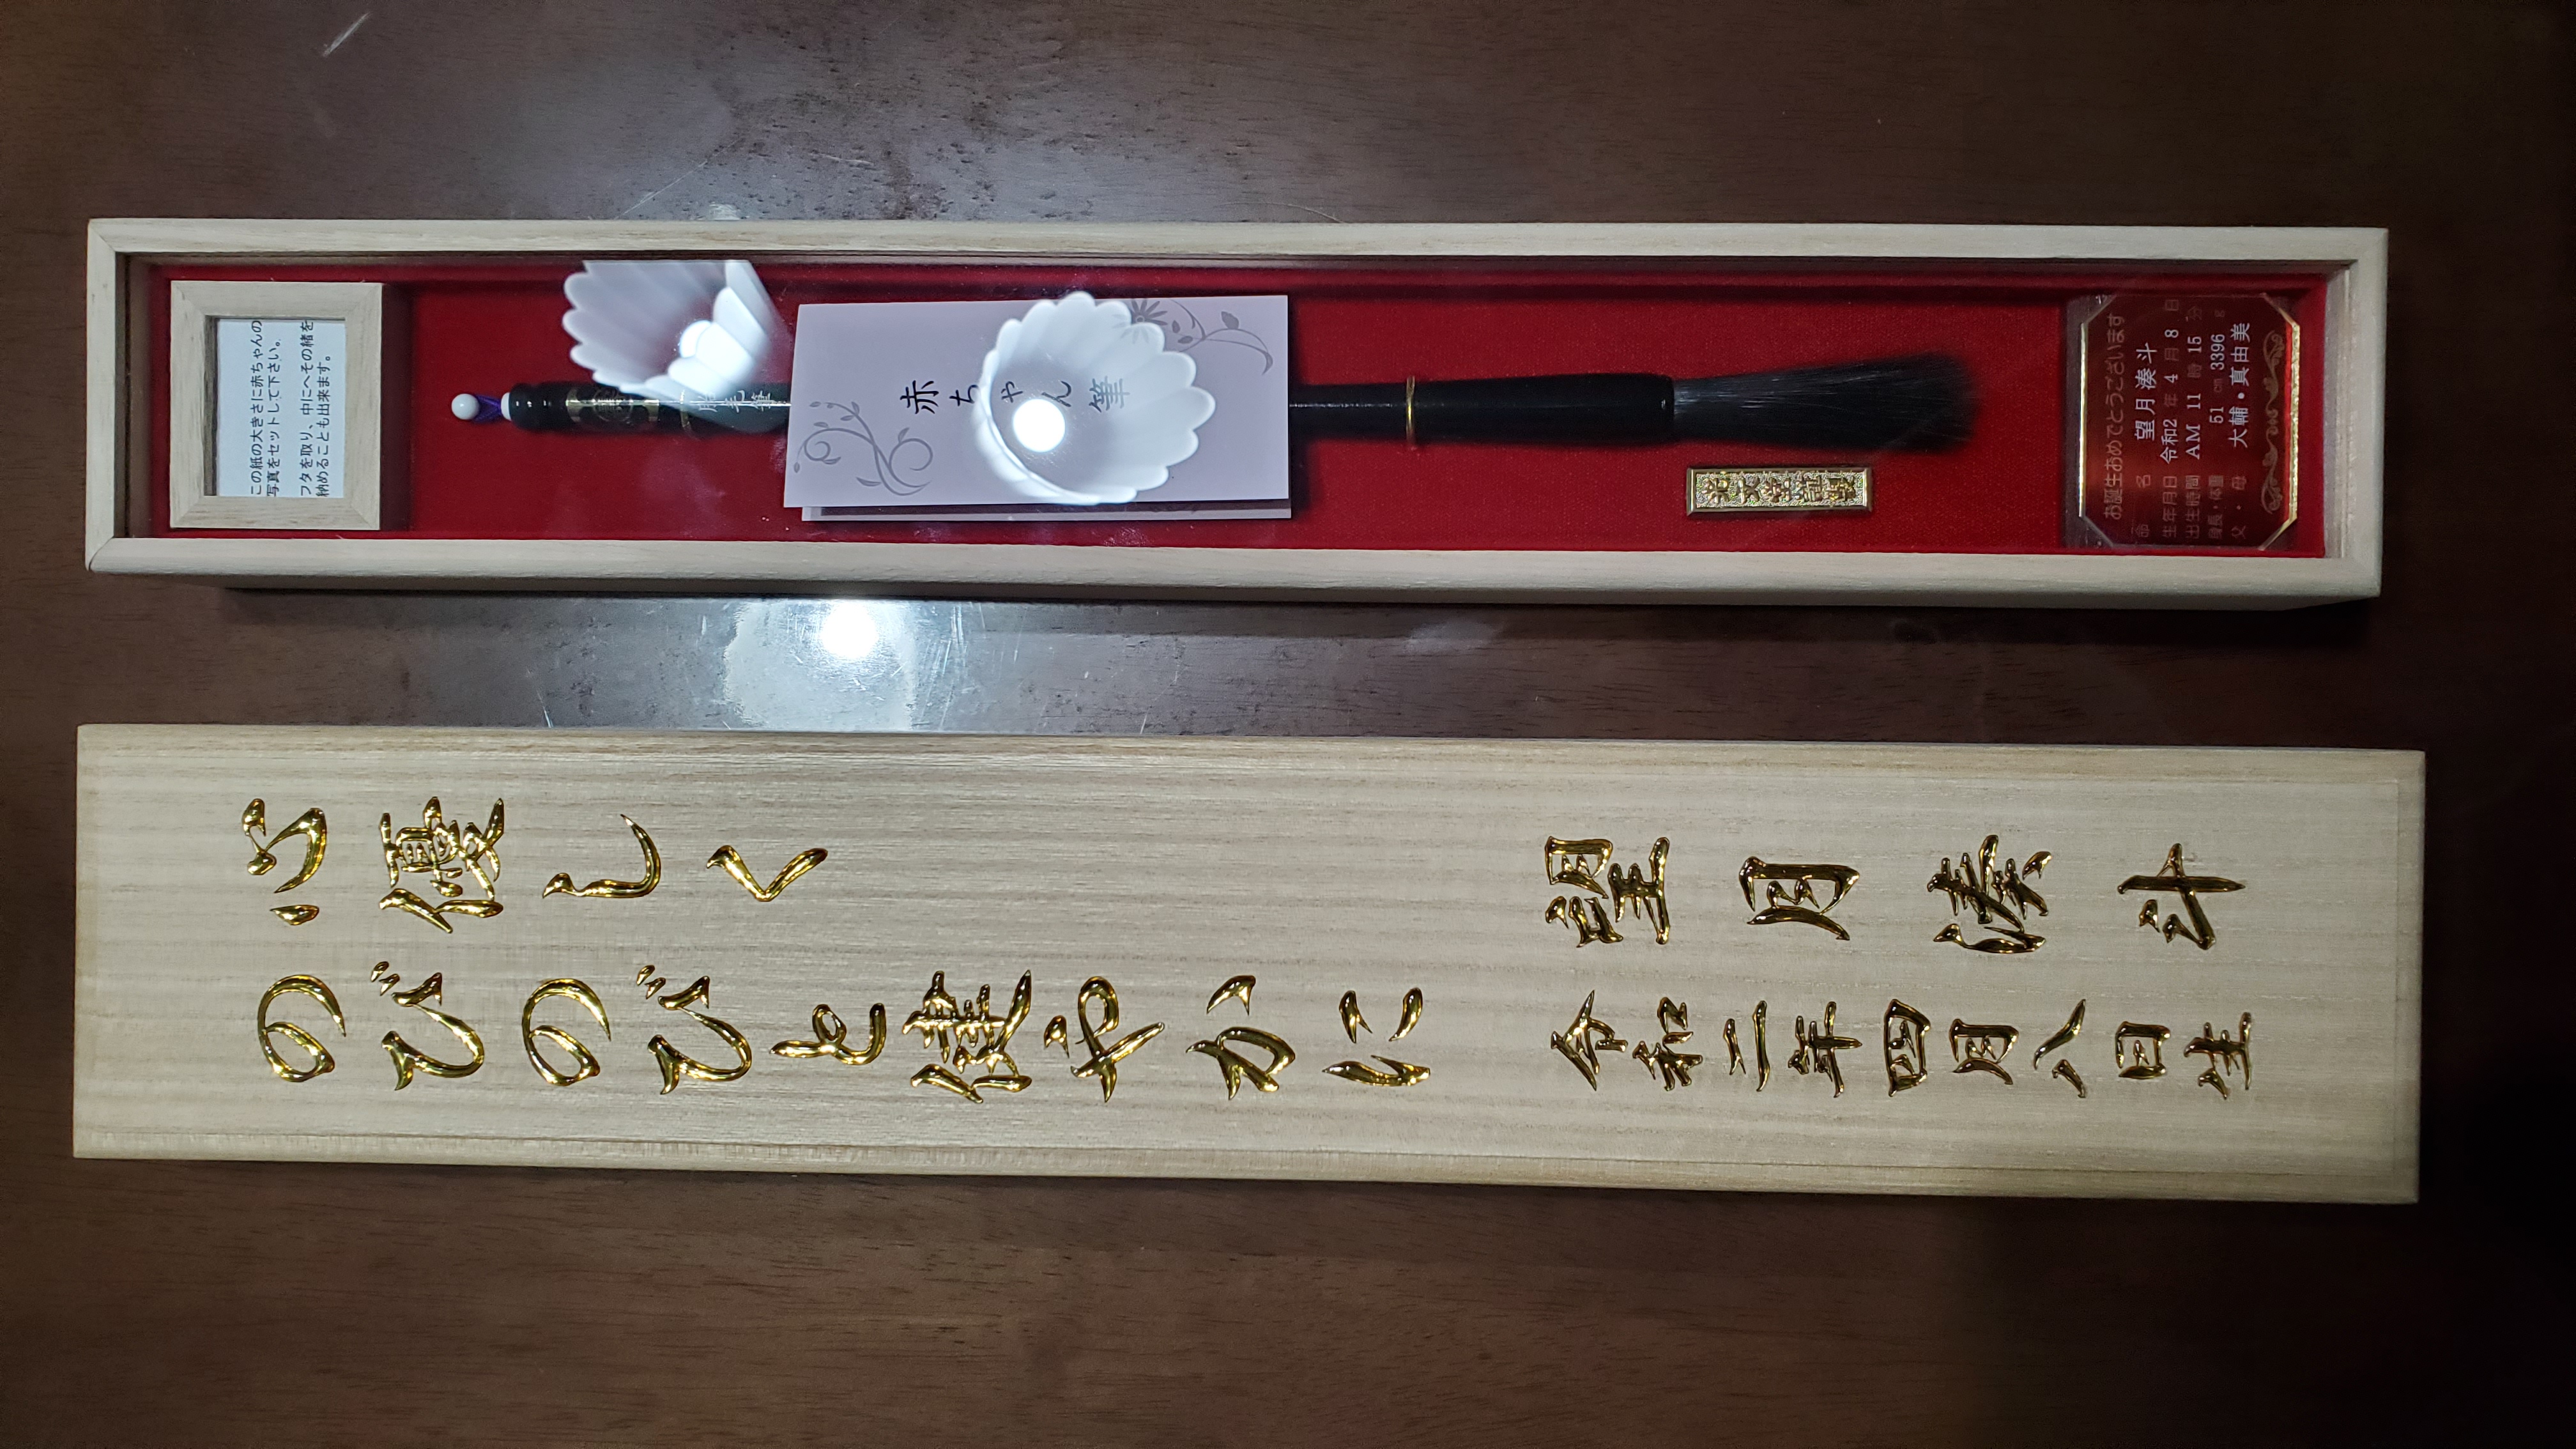 この紙の大きさに赤ちゃんの
写真をセットして下さい。
フタを取り、中にへその緒を
納めることも出来ます。
赤ちゃん筆
お誕生おめでとうございます
命 名 望月湊斗
生年月日 令和2年4月8日
出生時間 AM 11時15分
身長・体重 51㎝ 3396g
父・母 大輔・真由美
心優しく
のびのびと健やかに
望月湊斗
令和二年四月八日生